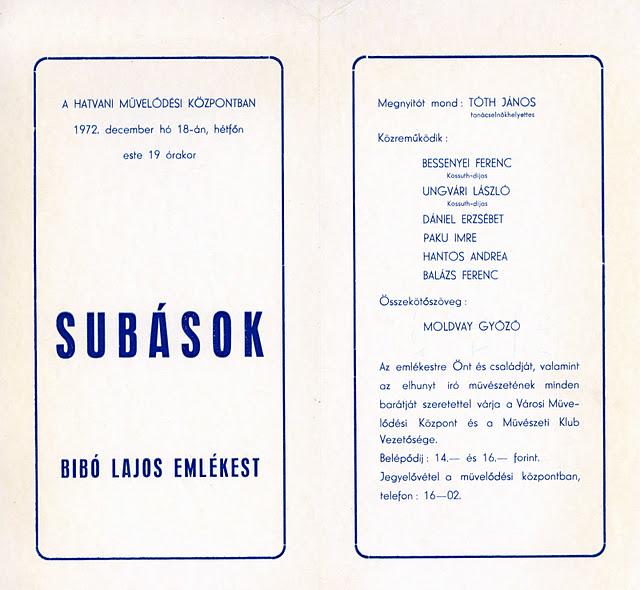 A HATVANI MŰVELŐDÉSI KÖZPONTBAN
1972. december hó 18-án, hétfőn
este 19 órakor
SUBÁSOK
BIBÓ LAJOS EMLÉKEST
Megnyitót mond : TÓTH JÁNOS
tanácselnökhelyettes
Közreműködik :
BESSENYEI FERENC
Kossuth-díjas
UNGVÁRI LÁSZLÓ
Kossuth-díjas
DÁNIEL ERZSÉBET
PAKU IMRE
HANTOS ANDREA
BALÁZS FERENC
Összekötőszöveg :
MOLDVAY GYŐZŐ
Az emlékestre Önt és családját, valamint
az elhunyt iró művészetének minden
barátját szeretettel várja a Városi Műve-
lődési Központ és a Művészeti Klub
Vezetősége.
Belépődij : 14.— és 16.— forint.
Jegyelővétel a művelődési központban,
telefon : 16—02.